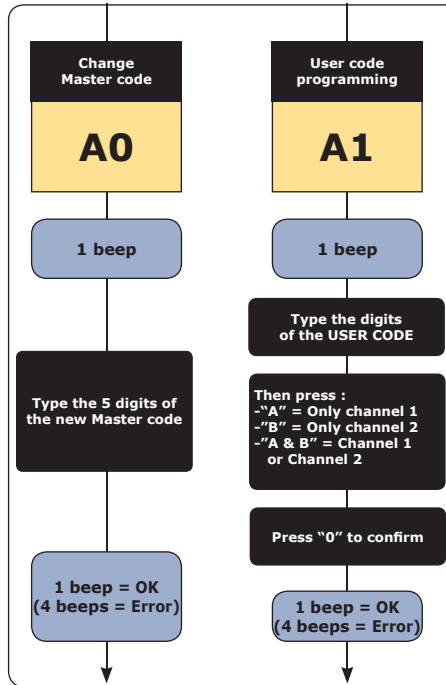 Change
Master code
A0
1 beep
Type the 5 digits of
the new Master code
1 beep = OK
(4 beeps = Error)
User code
programming
A1
1 beep
Type the digits
of the USER CODE
Then press :
-“A” = Only channel 1
-”B” = Only channel 2
-”A & B” = Channel 1
or Channel 2
Press “0” to confirm
1 beep = OK
(4 beeps = Error)